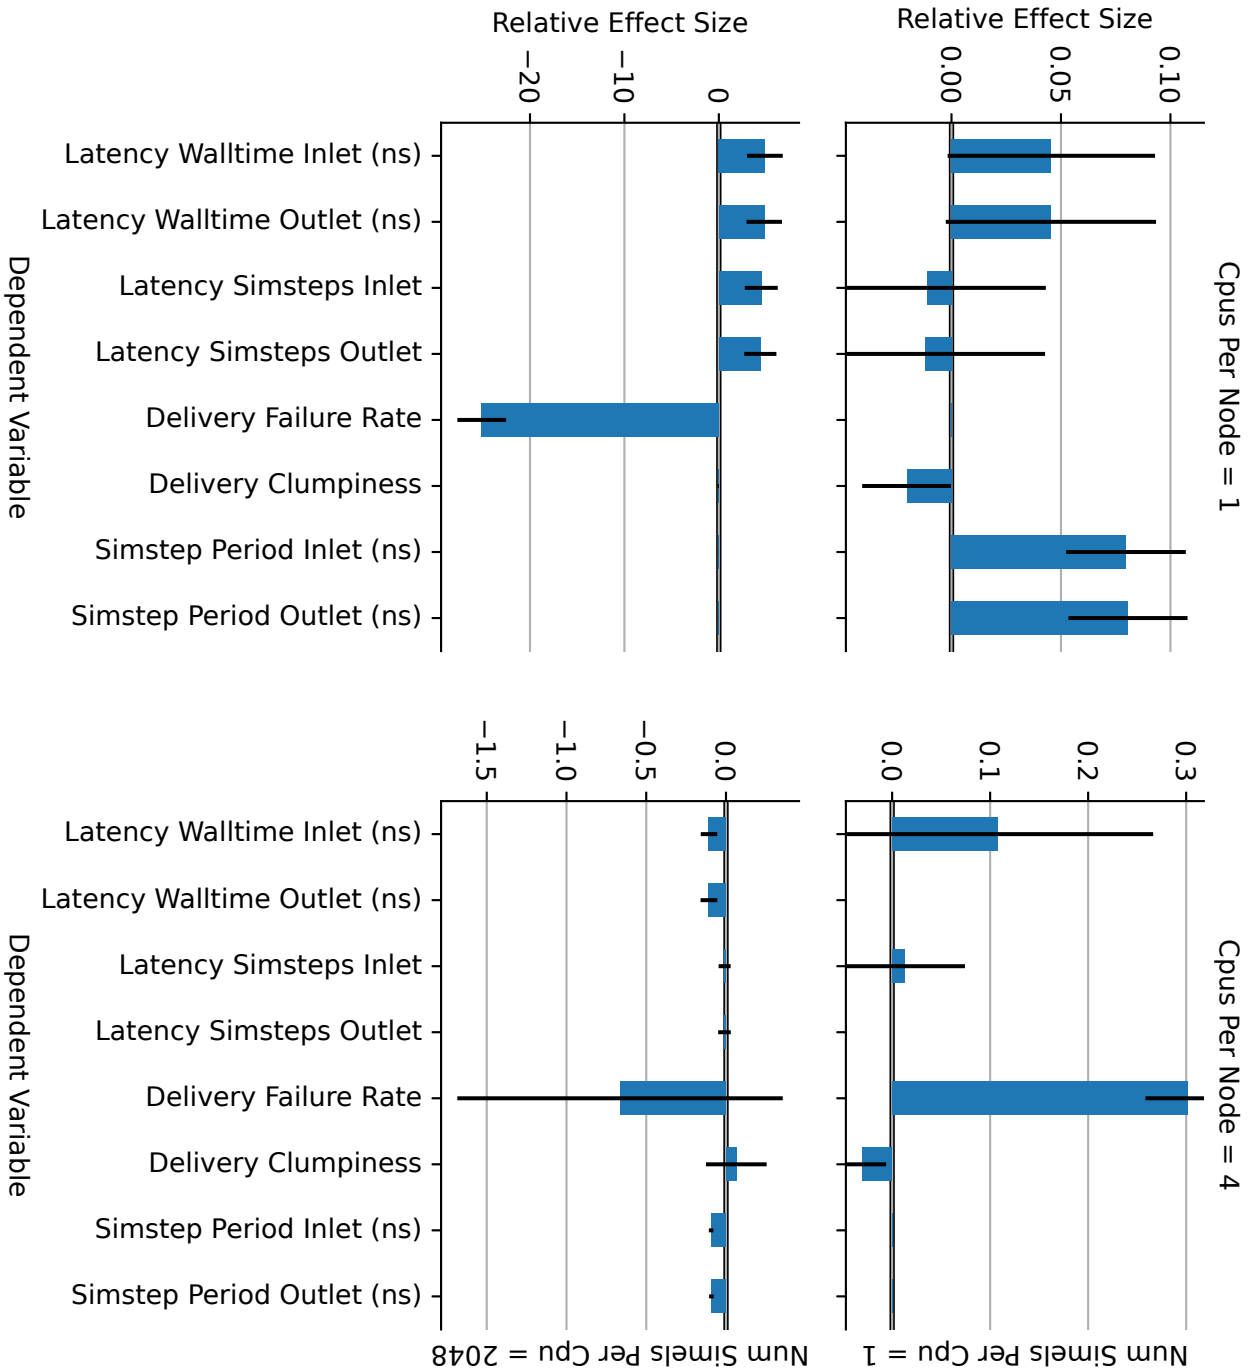 Relative Effect Size
Relative Effect Size
−20
−10
0
0.00
0.05
0.10
Latency Walltime Inlet (ns)
Latency Walltime Outlet (ns)
Latency Simsteps Inlet
Latency Simsteps Outlet
Delivery Failure Rate
Delivery Clumpiness
Simstep Period Inlet (ns)
Simstep Period Outlet (ns)
Dependent Variable
Cpus Per Node = 1
−1.5
−1.0
−0.5
0.0
0.0
0.1
0.2
0.3
Latency Walltime Inlet (ns)
Latency Walltime Outlet (ns)
Latency Simsteps Inlet
Latency Simsteps Outlet
Delivery Failure Rate
Delivery Clumpiness
Simstep Period Inlet (ns)
Simstep Period Outlet (ns)
Dependent Variable
Cpus Per Node = 4
Num Simels Per Cpu = 2048
Num Simels Per Cpu = 1